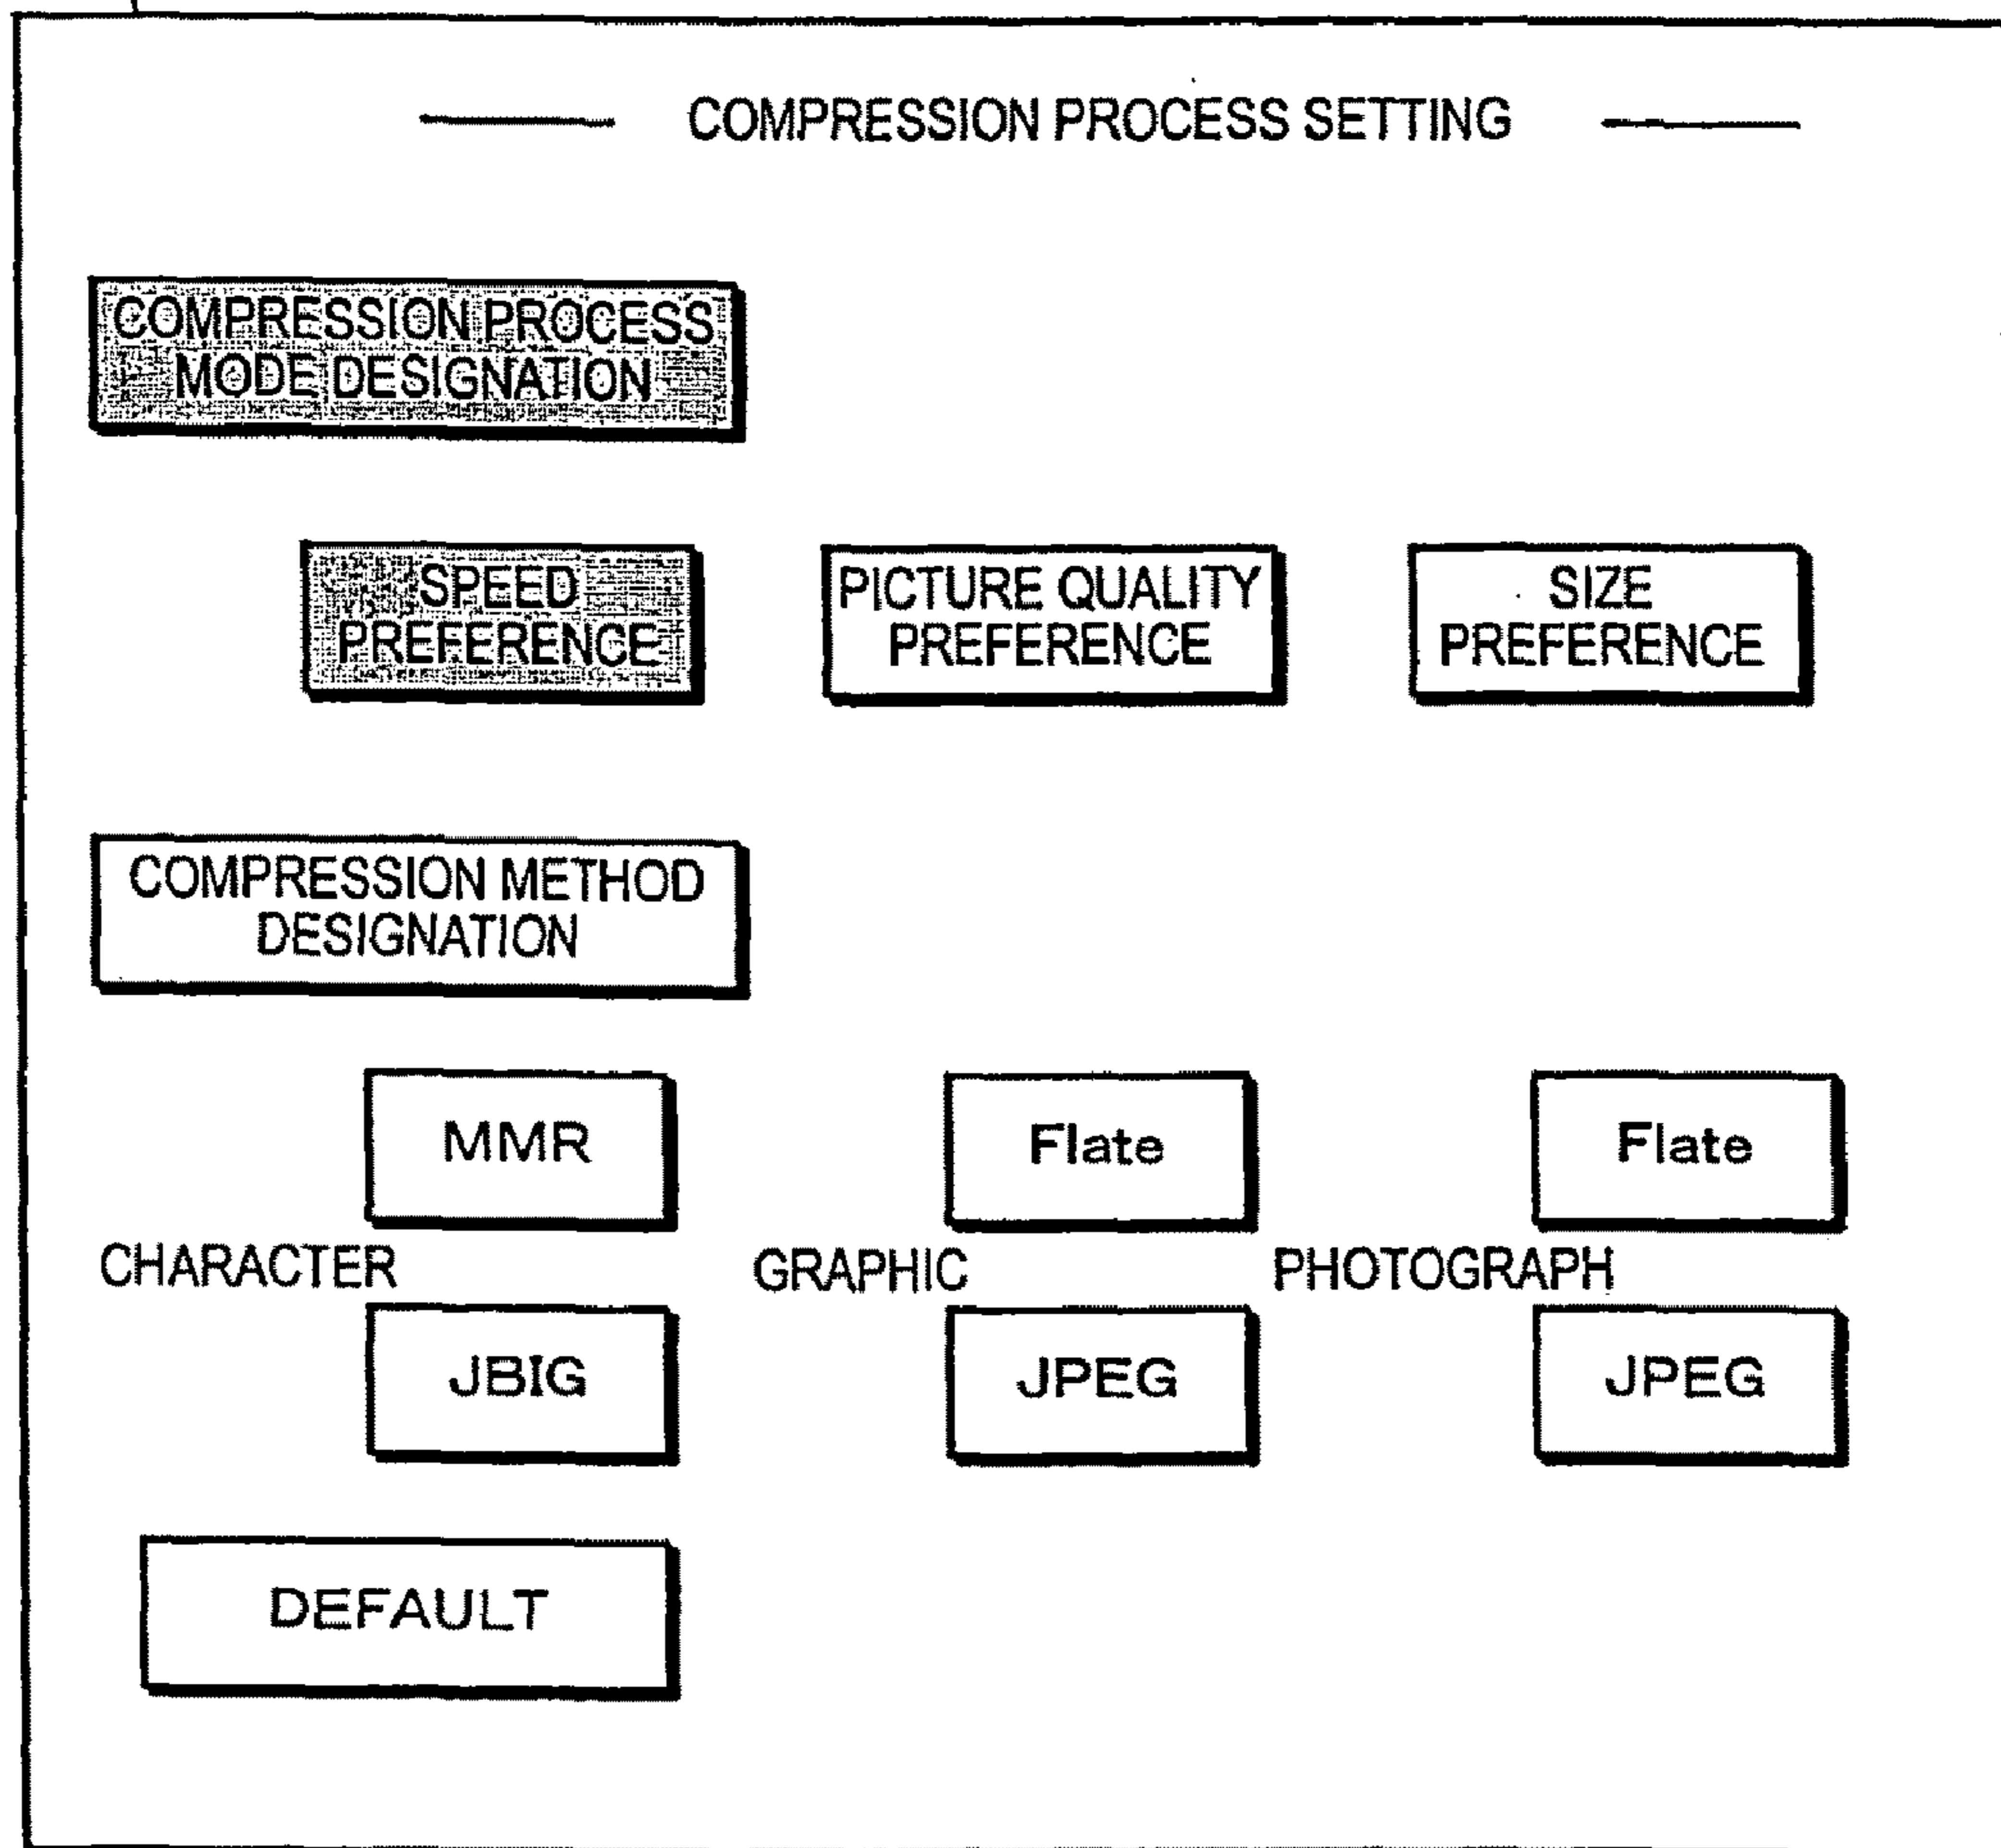 COMPRESSION PROCESS SETTING
COMPRESSION PROCESS
MODE DESIGNATION
SPEED
PREFERENCE
PICTURE QUALITY
PREFERENCE
SIZE
PREFERENCE
COMPRESSION METHOD
DESIGNATION
MMR
Flate
Flate
CHARACTER
GRAPHIC
PHOTOGRAPH
JBIG
JPEG
JPEG
DEFAULT